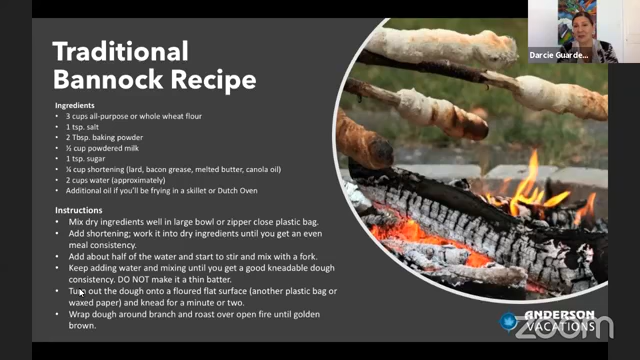 Traditional
Bannock Recipe
Ingredients
• 3 cups all-purpose or whole wheat flour
• 1 tsp. salt
• 2 Tbsp. baking powder
• ½ cup powdered milk
• 1 tsp. sugar
• ¼ cup shortening (lard, bacon grease, melted butter, canola oil)
• 2 cups water (approximately)
• Additional oil if you'll be frying in a skillet or Dutch Oven
Instructions
• Mix dry ingredients well in large bowl or zipper close plastic bag.
• Add shortening; work it into dry ingredients until you get an even
meal consistency.
• Add about half of the water and start to stir and mix with a fork.
• Keep adding water and mixing until you get a good kneadable dough
consistency. DO NOT make it a thin batter.
• Turn out the dough onto a floured flat surface (another plastic bag or
waxed paper) and knead for a minute or two.
• Wrap dough around branch and roast over open fire until golden
brown.
Darcie Guarde...
ANDERSON
VACATIONS
zoom